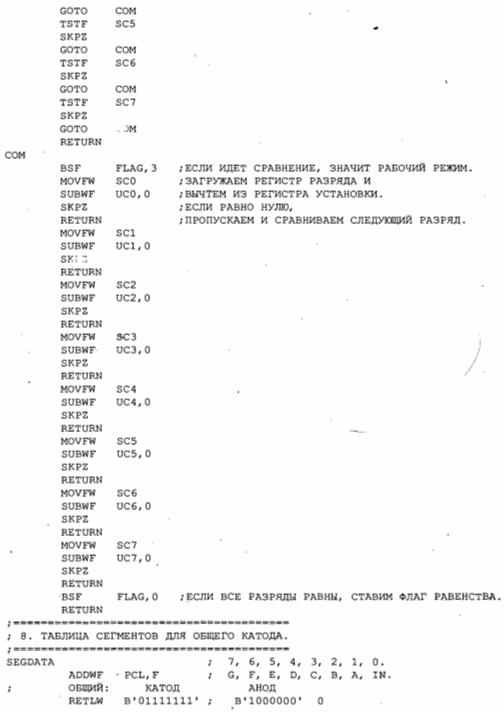 GOTO COM
TSTF SC5
SKPZ
GOTO COM
TSTF SC6
SKPZ
GOTO COM
TSTF SC7
SKPZ
GOTO
RETURN
COM
BSF FLAG,3 ;ЕСЛИ ИДЕТ СРАВНЕНИЕ, ЗНАЧИТ РАБОЧИЙ РЕЖИМ.
MOVFW SC0 ;ЗАГРУЖАЕМ РЕГИСТР РАЗРЯДА И
SUBWF UC0,0 ;ВЫЧТЕМ ИЗ РЕГИСТРА УСТАНОВКИ.
SKPZ ;ЕСЛИ РАВНО НУЛЮ,
RETURN ;ПРОПУСКАЕМ И СРАВНИВАЕМ СЛЕДУЮЩИЙ РАЗРЯД.
MOVFW SC1
SUBWF UC1,0
RETURN
MOVFW SC2
SUBWF UC2,0
SKPZ
RETURN
MOVFW SC3
SUBWF UC3,0
SKPZ
RETURN
MOVFW SC4
SUBWF UC4,0
SKPZ
RETURN
MOVFW SC5
SUBWF UC5,0
SKPZ
RETURN
MOVFW SC6
SUBWF UC6,0
SKPZ
RETURN
MOVFW SC7
SUBWF UC7,0
SKPZ
RETURN
BSF FLAG,0 ;ЕСЛИ ВСЕ РАЗРЯДЫ РАВНЫ, СТАВИМ ФЛАГ РАВЕНСТВА.
RETURN
;========================================
; 8. ТАБЛИЦА СЕГМЕНТОВ ДЛЯ ОБЩЕГО КАТОДА.
;========================================
SEGDATA ; 7, 6, 5, 4, 3, 2, 1, 0.
ADDWF PCL,F ; G, F, E, D, C, B, A, IN.
; ОБЩИЙ: КАТОД АНОД
RETLW B'01111111' ; B'1000000' 0